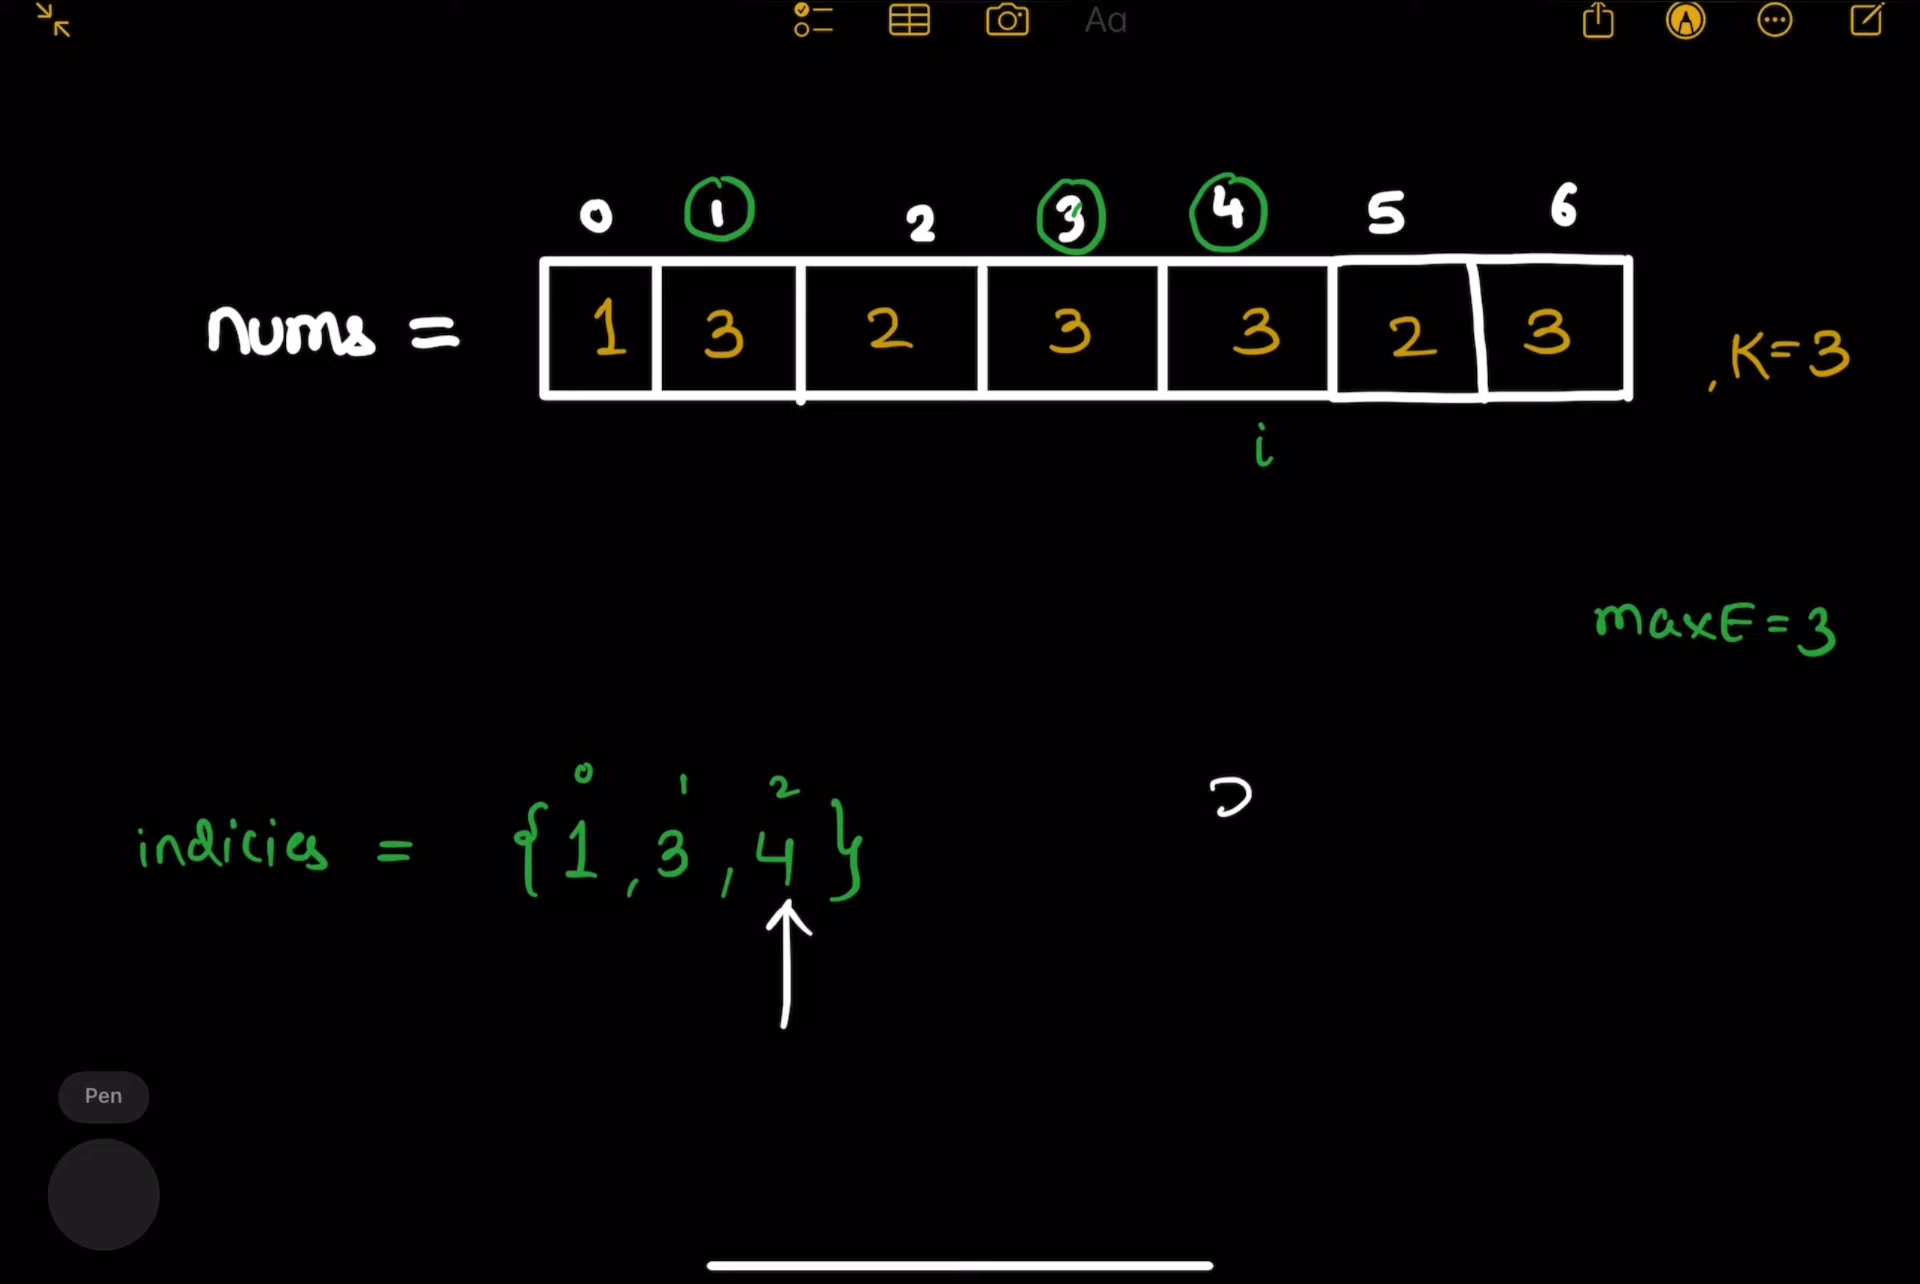 Aa
0 1 2 3 4 5 6
nums = 1 3 2 3 3 2 3 , K=3
i
maxE=3
0 1 2
indicies = {1,3,4}
Pen